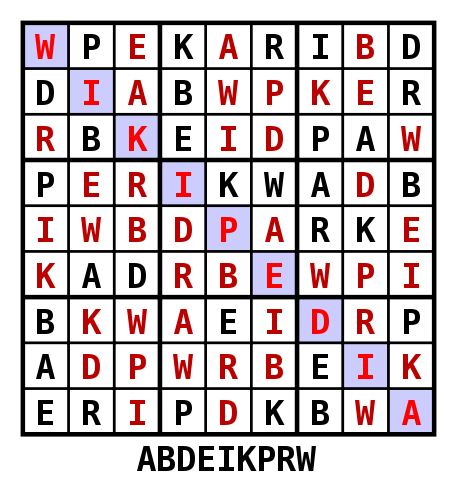 W P E K A R I B D
D I A B W P K E R
R B K E I D P A W
P E R I K W A D B
I W B D P A R K E
K A D R B E W P I
B K W A E I D R P
A D P W R B E I K
E R I P D K B W A
ABDEIKPRW